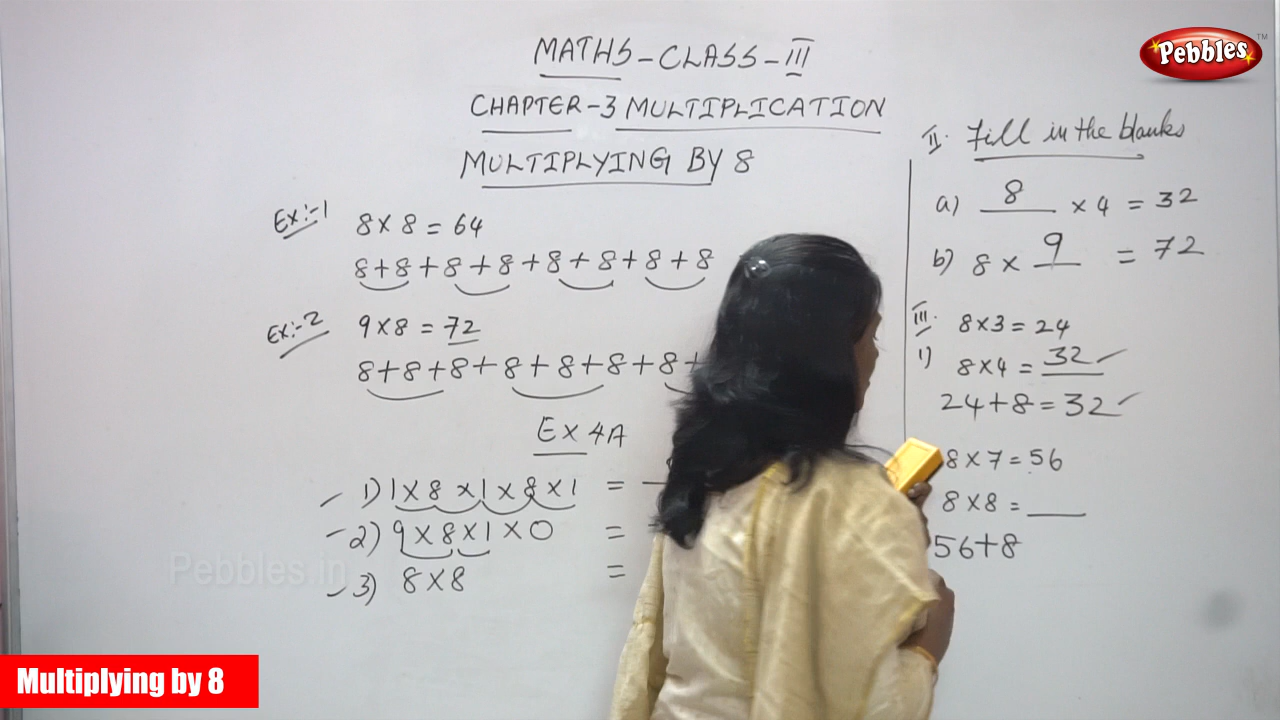 Pebbles TM
MATHS - CLASS - III
CHAPTER-3 MULTIPLICATION
MULTIPLYING BY 8
Ex:-1
8 × 8 = 64
8+8+8+8+8+8+8+8
Ex:-2
9 × 8 = 72
8+8+8+8+8+8+8+
Ex 4A
1) 1 × 8 × 1 × 8 × 1 =
2) 9 × 8 × 1 × 0 =
3) 8 × 8 =
II. Fill in the blanks
a) 8 × 4 = 32
b) 8 × 9 = 72
III. 8 × 3 = 24
1) 8 × 4 = 32
24 + 8 = 32
8 × 7 = 56
8 × 8 = ____
56+8
Pebbles.in
Multiplying by 8